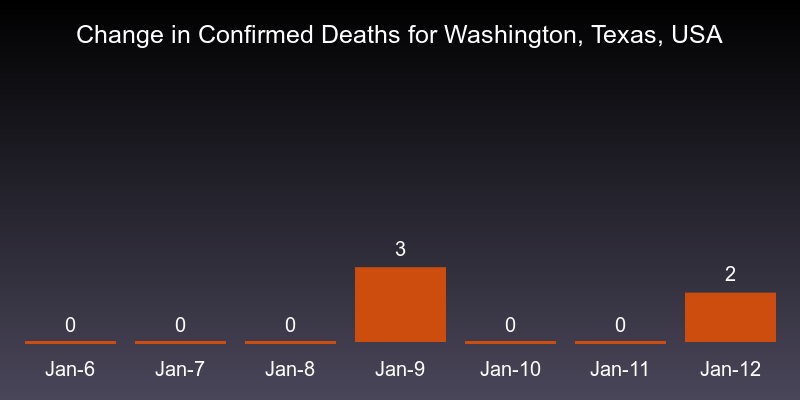 Change in Confirmed Deaths for Washington, Texas, USA
3
2
0 0 0 0 0
Jan-6 Jan-7 Jan-8 Jan-9 Jan-10 Jan-11 Jan-12